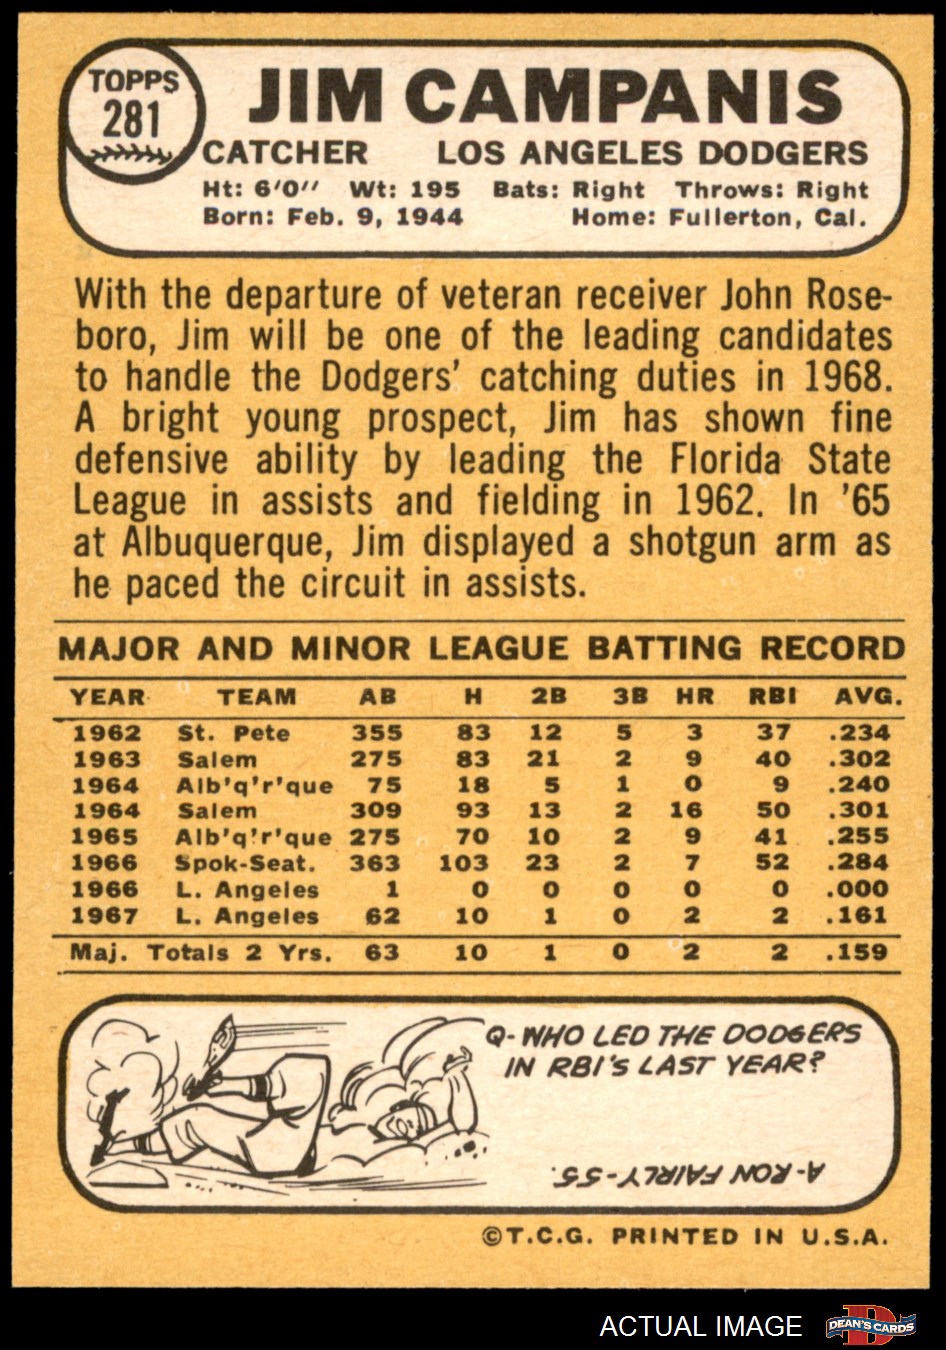 TOPPS
281
JIM CAMPANIS
CATCHER LOS ANGELES DODGERS
Ht: 6'0" Wt: 195 Bats: Right Throws: Right
Born: Feb. 9, 1944 Home: Fullerton, Cal.
With the departure of veteran receiver John Rose-
boro, Jim will be one of the leading candidates
to handle the Dodgers' catching duties in 1968.
A bright young prospect, Jim has shown fine
defensive ability by leading the Florida State
League in assists and fielding in 1962. In '65
at Albuquerque, Jim displayed a shotgun arm as
he paced the circuit in assists.
MAJOR AND MINOR LEAGUE BATTING RECORD
YEAR TEAM AB H 2B 3B HR RBI AVG.
1962 St. Pete 355 83 12 5 3 37 .234
1963 Salem 275 83 21 2 9 40 .302
1964 Alb'q'r'que 75 18 5 1 0 9 .240
1964 Salem 309 93 13 2 16 50 .301
1965 Alb'q'r'que 275 70 10 2 9 41 .255
1966 Spok-Seat. 363 103 23 2 7 52 .284
1966 L. Angeles 1 0 0 0 0 0 .000
1967 L. Angeles 62 10 1 0 2 2 .161
Maj. Totals 2 Yrs. 63 10 1 0 2 2 .159
Q-WHO LED THE DODGERS
IN RBI'S LAST YEAR?
A-RON FAIRLY-55.
©T.C.G. PRINTED IN U.S.A.
ACTUAL IMAGE DEAN'S CARDS